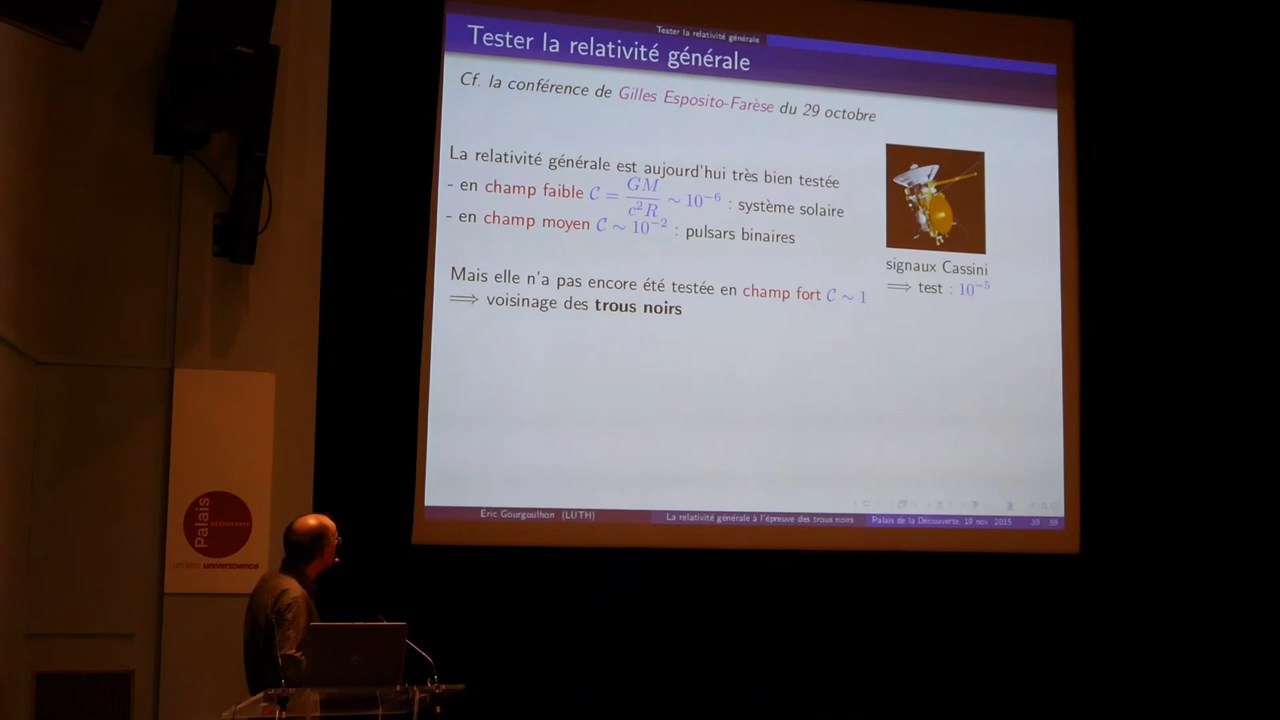 Tester la relativité générale
Tester la relativité générale
Cf. la conférence de Gilles Esposito-Farèse du 29 octobre
La relativité générale est aujourd'hui très bien testée
- en champ faible C = GM / c²R ~ 10⁻⁶ : système solaire
- en champ moyen C ~ 10⁻² : pulsars binaires
signaux Cassini
⟹ test : 10⁻⁵
Mais elle n'a pas encore été testée en champ fort C ~ 1
⟹ voisinage des trous noirs
Éric Gourgoulhon (LUTH) La relativité générale à l'épreuve des trous noirs Palais de la Découverte, 19 nov. 2015 39 59
Palais
DÉCOUVERTE
universcience